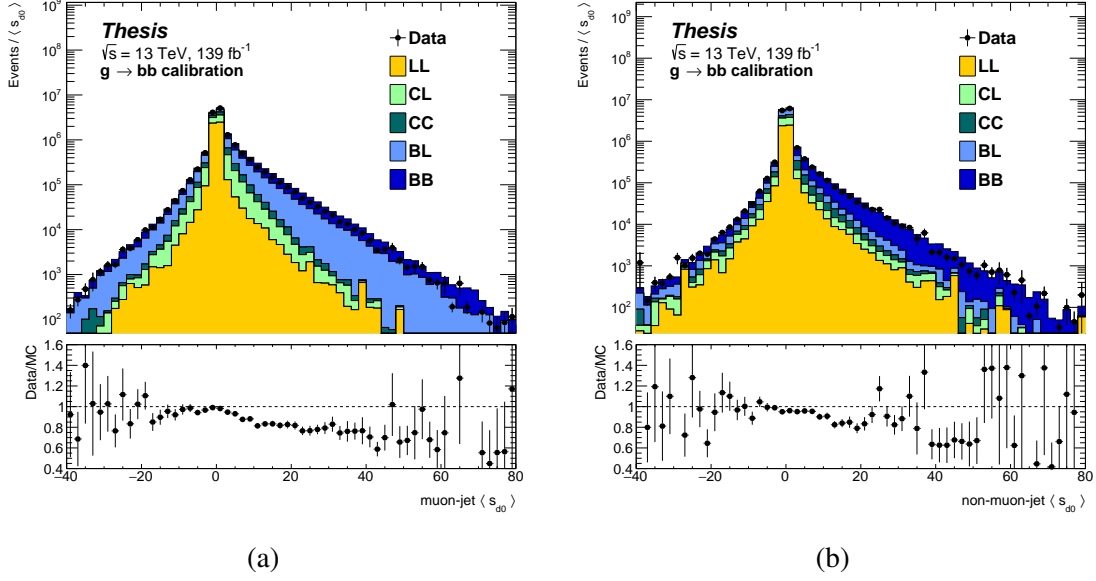 Events / ⟨ s_d0 ⟩
10⁹
10⁸
10⁷
10⁶
10⁵
10⁴
10³
10²
Thesis
√s = 13 TeV, 139 fb⁻¹
g → bb calibration
Data
LL
CL
CC
BL
BB
Data/MC
1.6
1.4
1.2
1
0.8
0.6
0.4
−40 −20 0 20 40 60 80
muon-jet ⟨ s_d0 ⟩
(a)
Events / ⟨ s_d0 ⟩
10⁹
10⁸
10⁷
10⁶
10⁵
10⁴
10³
10²
Thesis
√s = 13 TeV, 139 fb⁻¹
g → bb calibration
Data
LL
CL
CC
BL
BB
Data/MC
1.6
1.4
1.2
1
0.8
0.6
0.4
−40 −20 0 20 40 60 80
non-muon-jet ⟨ s_d0 ⟩
(b)